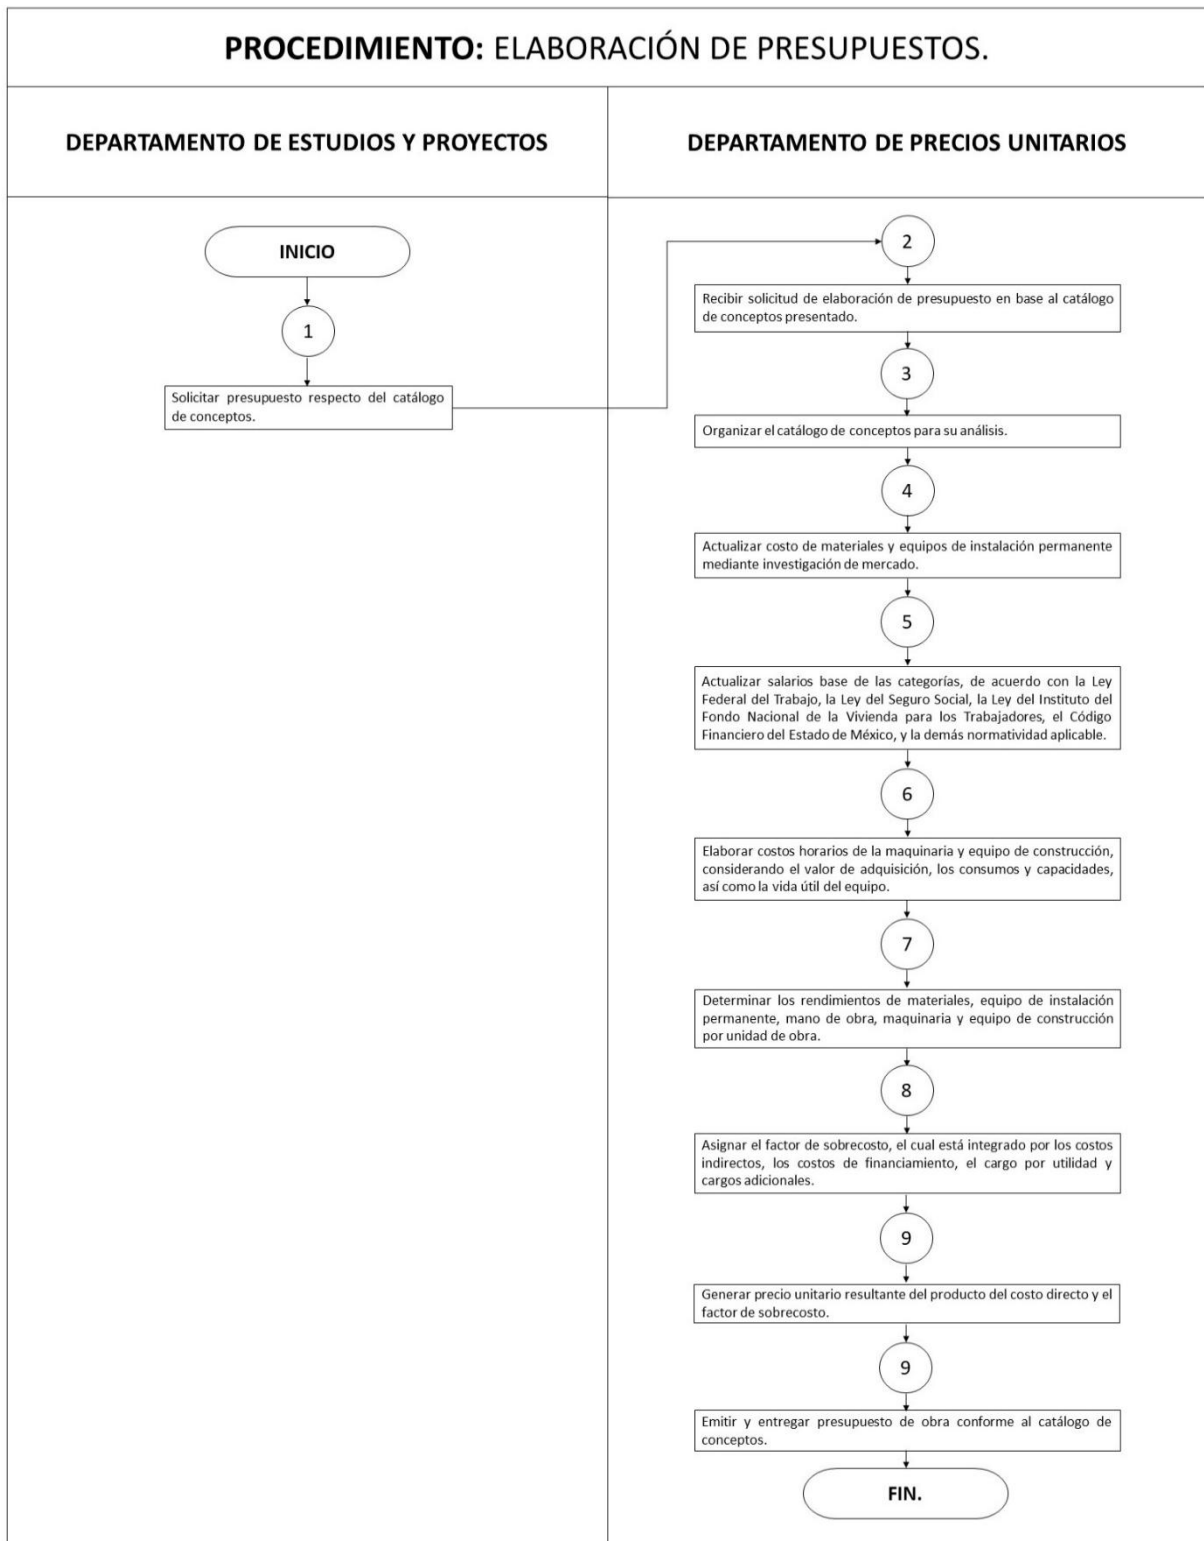 PROCEDIMIENTO: ELABORACIÓN DE PRESUPUESTOS.
DEPARTAMENTO DE ESTUDIOS Y PROYECTOS
DEPARTAMENTO DE PRECIOS UNITARIOS
INICIO
1
Solicitar presupuesto respecto del catálogo
de conceptos.
2
Recibir solicitud de elaboración de presupuesto en base al catálogo
de conceptos presentado.
3
Organizar el catálogo de conceptos para su análisis.
4
Actualizar costo de materiales y equipos de instalación permanente
mediante investigación de mercado.
5
Actualizar salarios base de las categorías, de acuerdo con la Ley
Federal del Trabajo, la Ley del Seguro Social, la Ley del Instituto del
Fondo Nacional de la Vivienda para los Trabajadores, el Código
Financiero del Estado de México, y la demás normatividad aplicable.
6
Elaborar costos horarios de la maquinaria y equipo de construcción,
considerando el valor de adquisición, los consumos y capacidades,
así como la vida útil del equipo.
7
Determinar los rendimientos de materiales, equipo de instalación
permanente, mano de obra, maquinaria y equipo de construcción
por unidad de obra.
8
Asignar el factor de sobrecosto, el cual está integrado por los costos
indirectos, los costos de financiamiento, el cargo por utilidad y
cargos adicionales.
9
Generar precio unitario resultante del producto del costo directo y el
factor de sobrecosto.
9
Emitir y entregar presupuesto de obra conforme al catálogo de
conceptos.
FIN.